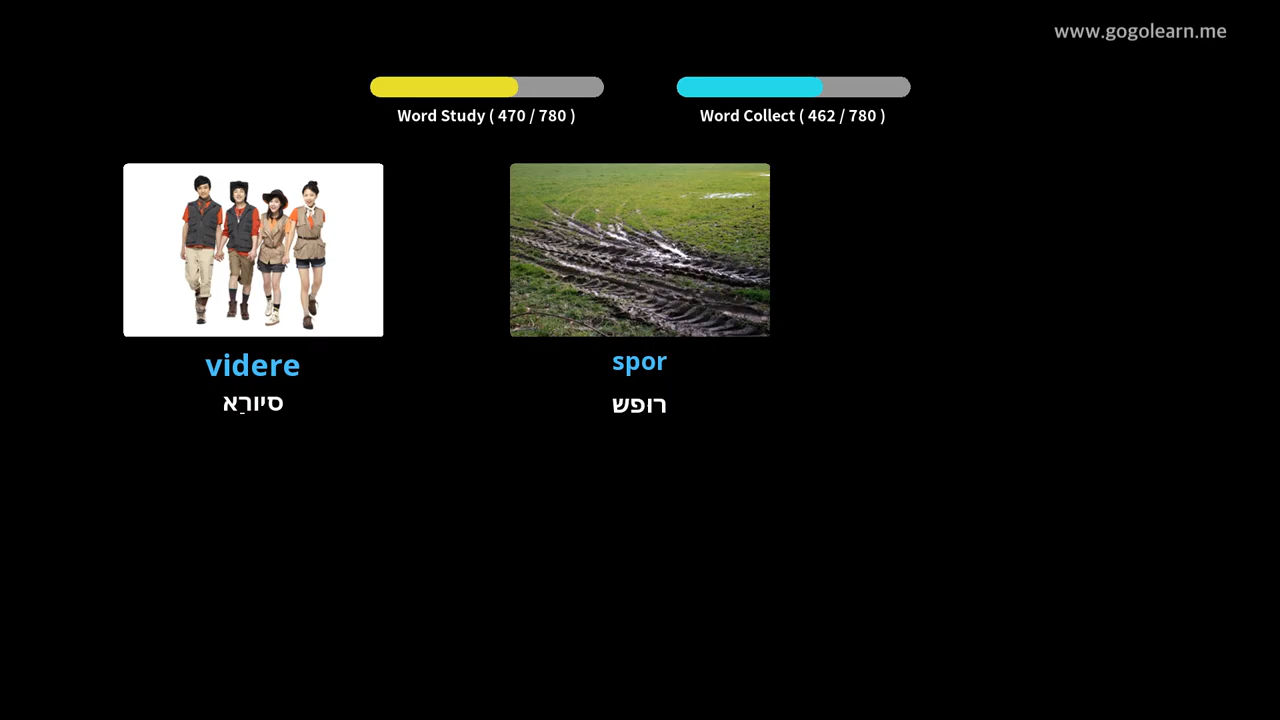 www.gogolearn.me
Word Study ( 470 / 780 )
Word Collect ( 462 / 780 )
videre
סיורַא
spor
רופש